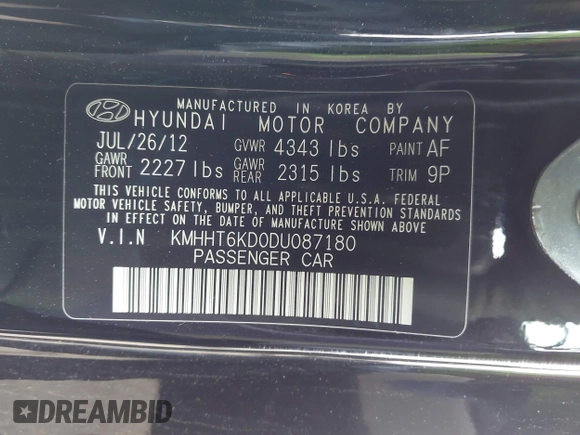 MANUFACTURED IN KOREA BY
HYUNDAI MOTOR COMPANY
JUL/26/12 GVWR 4343 lbs PAINT AF
GAWR FRONT 2227 lbs GAWR REAR 2315 lbs TRIM 9P
THIS VEHICLE CONFORMS TO ALL APPLICABLE U.S.A. FEDERAL
MOTOR VEHICLE SAFETY, BUMPER, AND THEFT PREVENTION STANDARDS
IN EFFECT ON THE DATE OF MANUFACTURE SHOWN ABOVE.
V.I.N KMHHT6KD0DU087180
PASSENGER CAR
DREAMBID